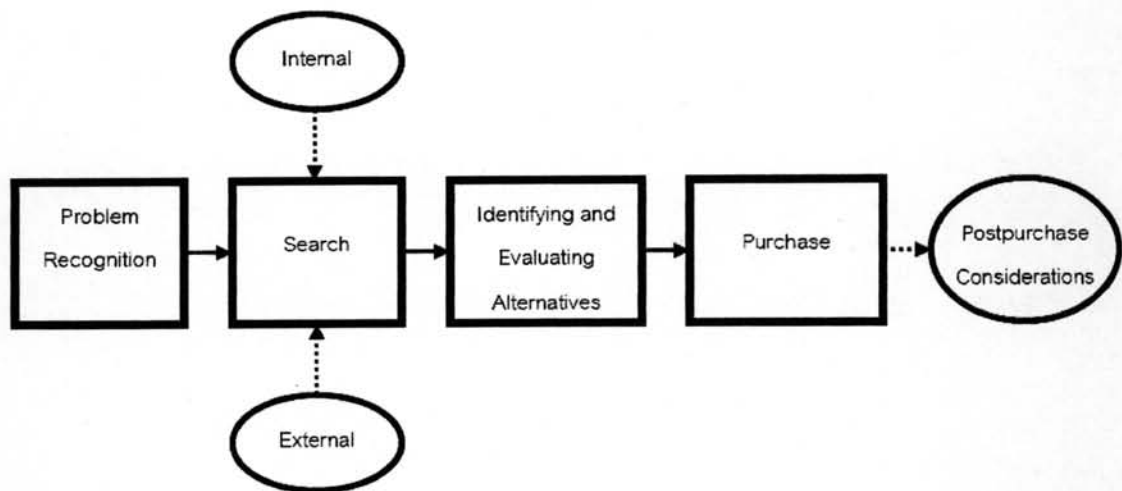 Internal
Problem
Recognition
Search
Identifying and
Evaluating
Alternatives
Purchase
Postpurchase
Considerations
External